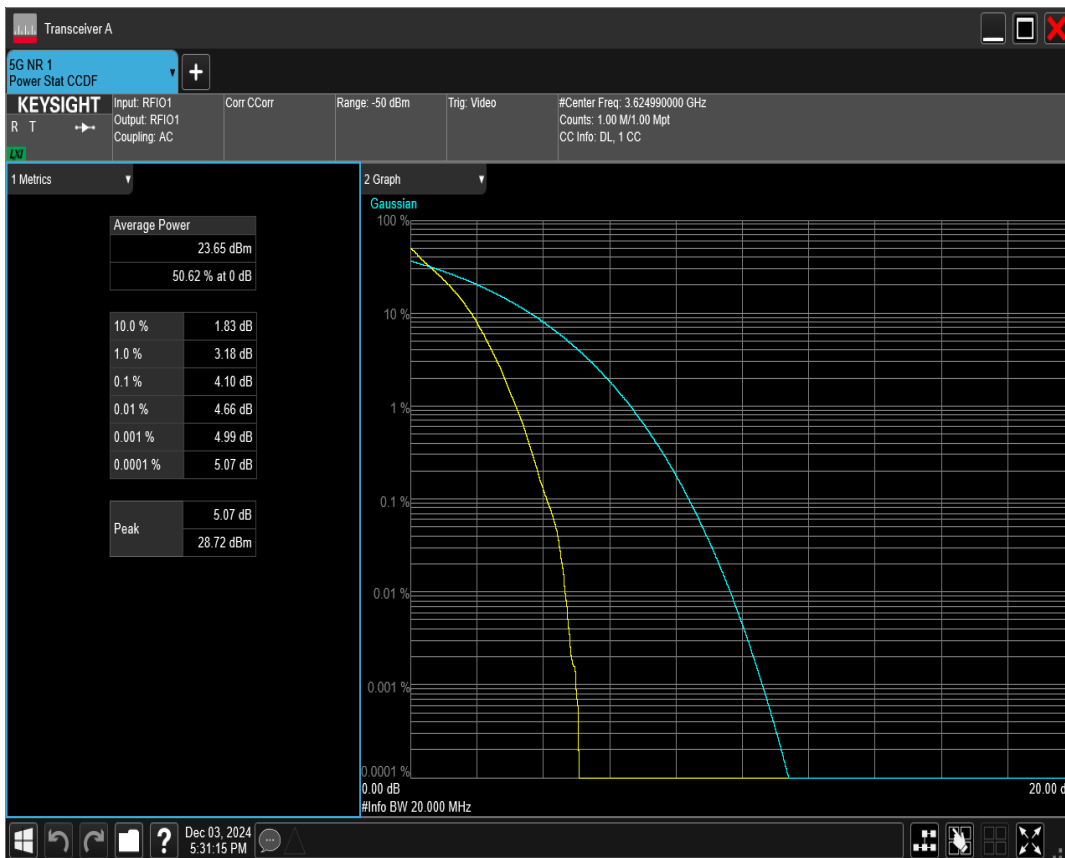 Transceiver A
5G NR 1
Power Stat CCDF
KEYSIGHT
R T
LXI
Input: RFIO1
Output: RFIO1
Coupling: AC
Corr CCorr
Range: -50 dBm
Trig: Video
#Center Freq: 3.624990000 GHz
Counts: 1.00 M/1.00 Mpt
CC Info: DL, 1 CC
1 Metrics
Average Power
23.65 dBm
50.62 % at 0 dB
10.0 % 1.83 dB
1.0 % 3.18 dB
0.1 % 4.10 dB
0.01 % 4.66 dB
0.001 % 4.99 dB
0.0001 % 5.07 dB
Peak
5.07 dB
28.72 dBm
2 Graph
Gaussian
100 %
10 %
1 %
0.1 %
0.01 %
0.001 %
0.0001 %
0.00 dB
20.00 d
#Info BW 20.000 MHz
?
Dec 03, 2024
5:31:15 PM